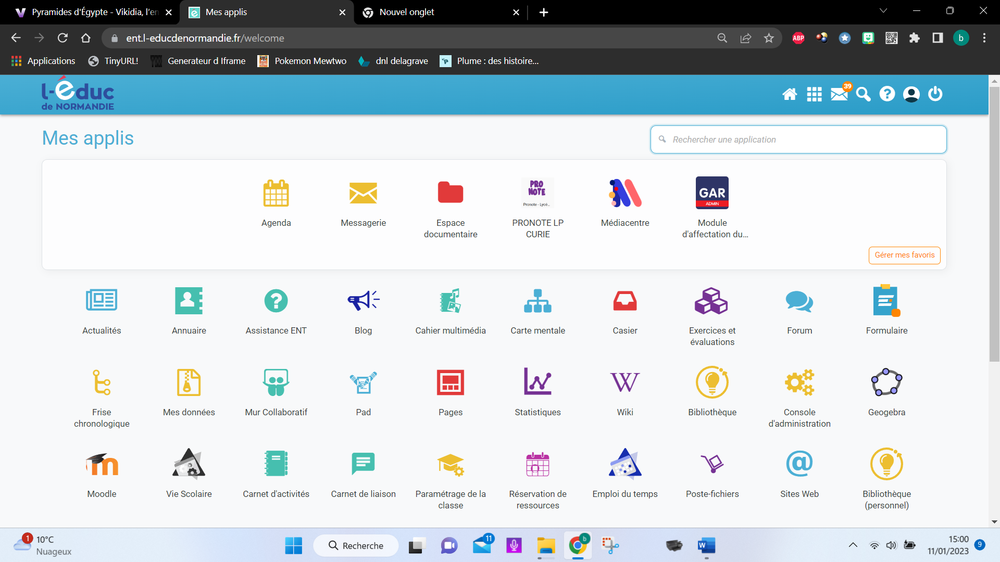 Pyramides d'Égypte - Vikidia, l'en
Mes applis
Nouvel onglet
ent.l-educdenormandie.fr/welcome
ABP
b
Applications
TinyURL!
Generateur d Iframe
Pokemon Mewtwo
dnl delagrave
Plume : des histoire...
l-éduc
de NORMANDIE
39
Mes applis
Rechercher une application
PRO
NOTE
Pronote - Lycé...
GAR
ADMIN
Agenda
Messagerie
Espace
documentaire
PRONOTE LP
CURIE
Médiacentre
Module
d'affectation du...
Gérer mes favoris
Actualités
Annuaire
Assistance ENT
Blog
Cahier multimédia
Carte mentale
Casier
Exercices et
évaluations
Forum
Formulaire
Frise
chronologique
Mes données
Mur Collaboratif
Pad
Pages
Statistiques
Wiki
Bibliothèque
Console
d'administration
Geogebra
Moodle
Vie Scolaire
Carnet d'activités
Carnet de liaison
Paramétrage de la
classe
Réservation de
ressources
Emploi du temps
Poste-fichiers
Sites Web
Bibliothèque
(personnel)
1
10°C
Nuageux
Recherche
11
b
W
15:00
11/01/2023
9